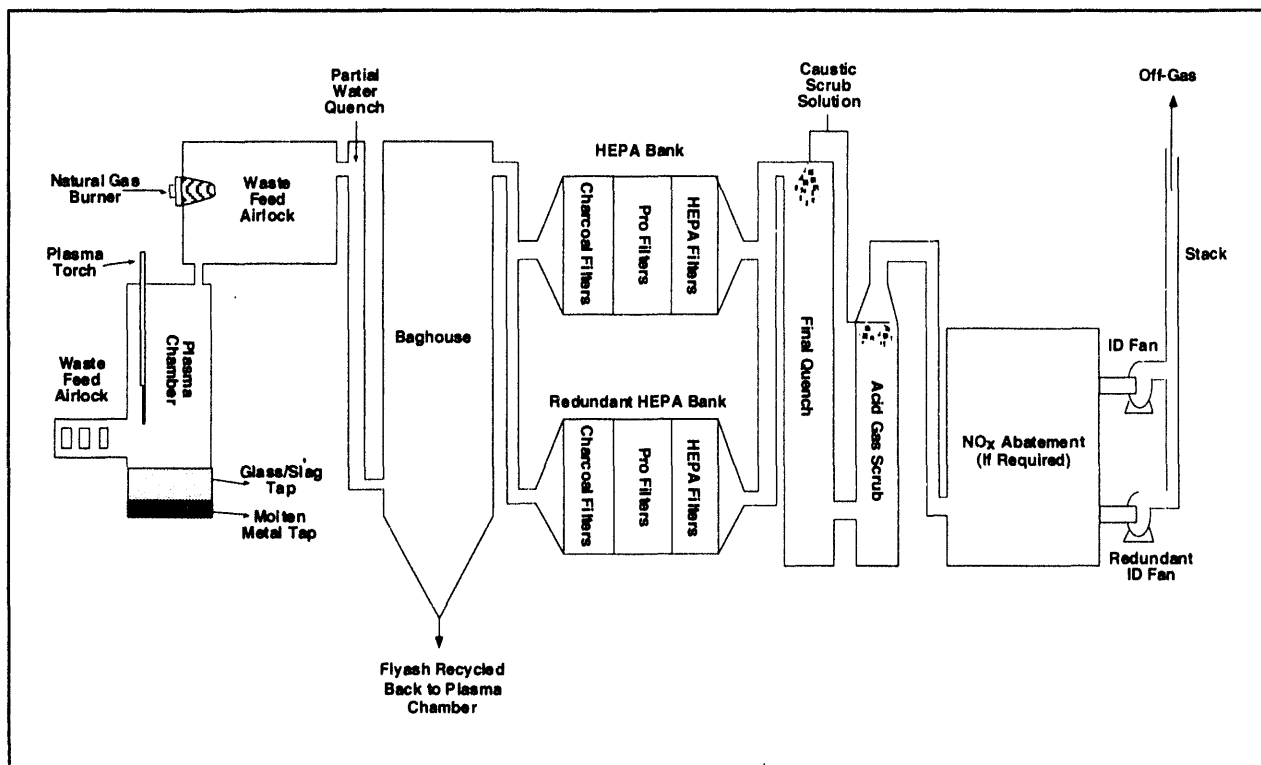 Partial
Water
Quench
Caustic
Scrub
Solution
Off-Gas
HEPA Bank
Natural Gas
Burner
Waste
Feed
Airlock
Charcoal Filters
Pro Filters
HEPA Filters
Plasma
Torch
Stack
Plasma
Chamber
Baghouse
Final Quench
Waste
Feed
Airlock
ID Fan
Redundant HEPA Bank
Acid Gas Scrub
Charcoal Filters
Pro Filters
HEPA Filters
NOx Abatement
(If Required)
Glass/Slag
Tap
Molten
Metal Tap
Redundant
ID Fan
Flyash Recycled
Back to Plasma
Chamber